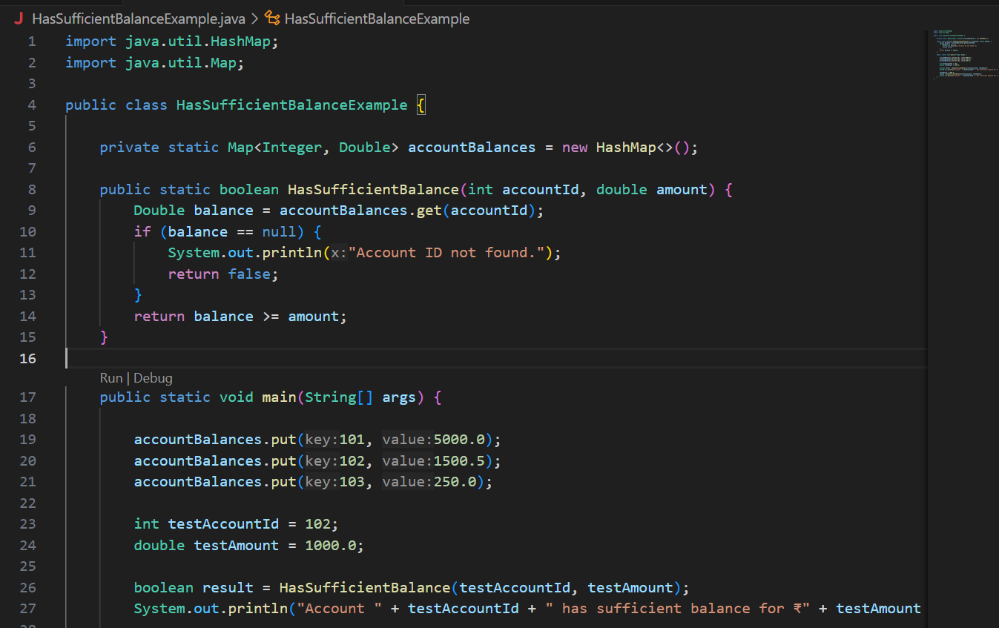 HasSufficientBalanceExample.java > HasSufficientBalanceExample
1 import java.util.HashMap;
2 import java.util.Map;
3
4 public class HasSufficientBalanceExample {
5
6 private static Map<Integer, Double> accountBalances = new HashMap<>();
7
8 public static boolean HasSufficientBalance(int accountId, double amount) {
9 Double balance = accountBalances.get(accountId);
10 if (balance == null) {
11 System.out.println(x:"Account ID not found.");
12 return false;
13 }
14 return balance >= amount;
15 }
16
Run | Debug
17 public static void main(String[] args) {
18
19 accountBalances.put(key:101, value:5000.0);
20 accountBalances.put(key:102, value:1500.5);
21 accountBalances.put(key:103, value:250.0);
22
23 int testAccountId = 102;
24 double testAmount = 1000.0;
25
26 boolean result = HasSufficientBalance(testAccountId, testAmount);
27 System.out.println("Account " + testAccountId + " has sufficient balance for ₹" + testAmount